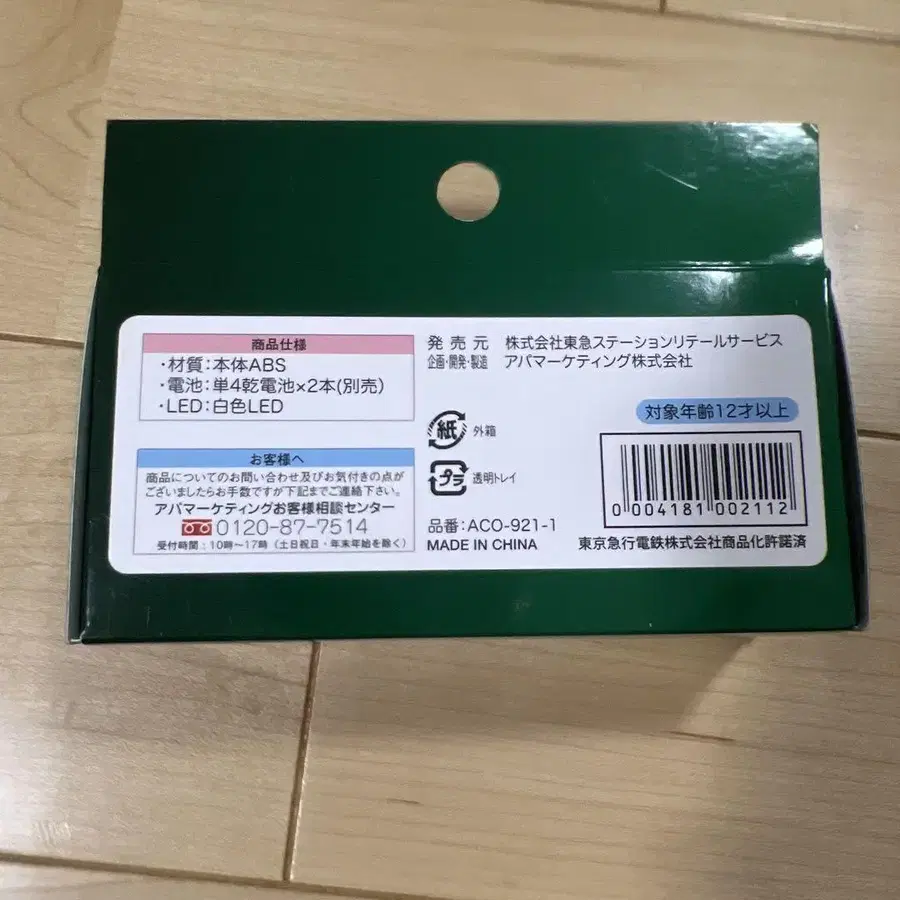 商品仕様
・材質:本体ABS
・電池:単4乾電池×2本(別売)
・LED:白色LED
お客様へ
商品についてのお問い合わせ及びお気付きの点が
ございましたらお手数ですが下記までご連絡下さい。
アバマーケティングお客様相談センター
0120-87-7514
受付時間:10時〜17時(土日祝日・年末年始を除く)
発売元 株式会社東急ステーションリテールサービス
企画・開発・製造 アバマーケティング株式会社
紙 外箱
プラ 透明トレイ
品番:ACO-921-1
MADE IN CHINA
対象年齢12才以上
0 004181 002112
東京急行電鉄株式会社商品化許諾済